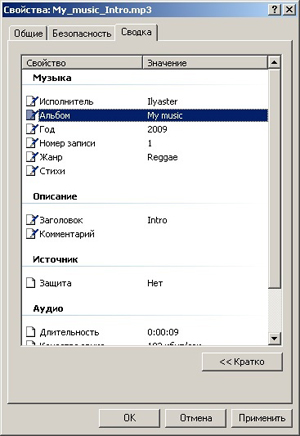 Свойства: My_music_Intro.mp3
Общие Безопасность Сводка
Свойство Значение
Музыка
Исполнитель Ilyaster
Альбом My music
Год 2009
Номер записи 1
Жанр Reggae
Стихи
Описание
Заголовок Intro
Комментарий
Источник
Защита Нет
Аудио
Длительность 0:00:09
<< Кратко
OK Отмена Применить